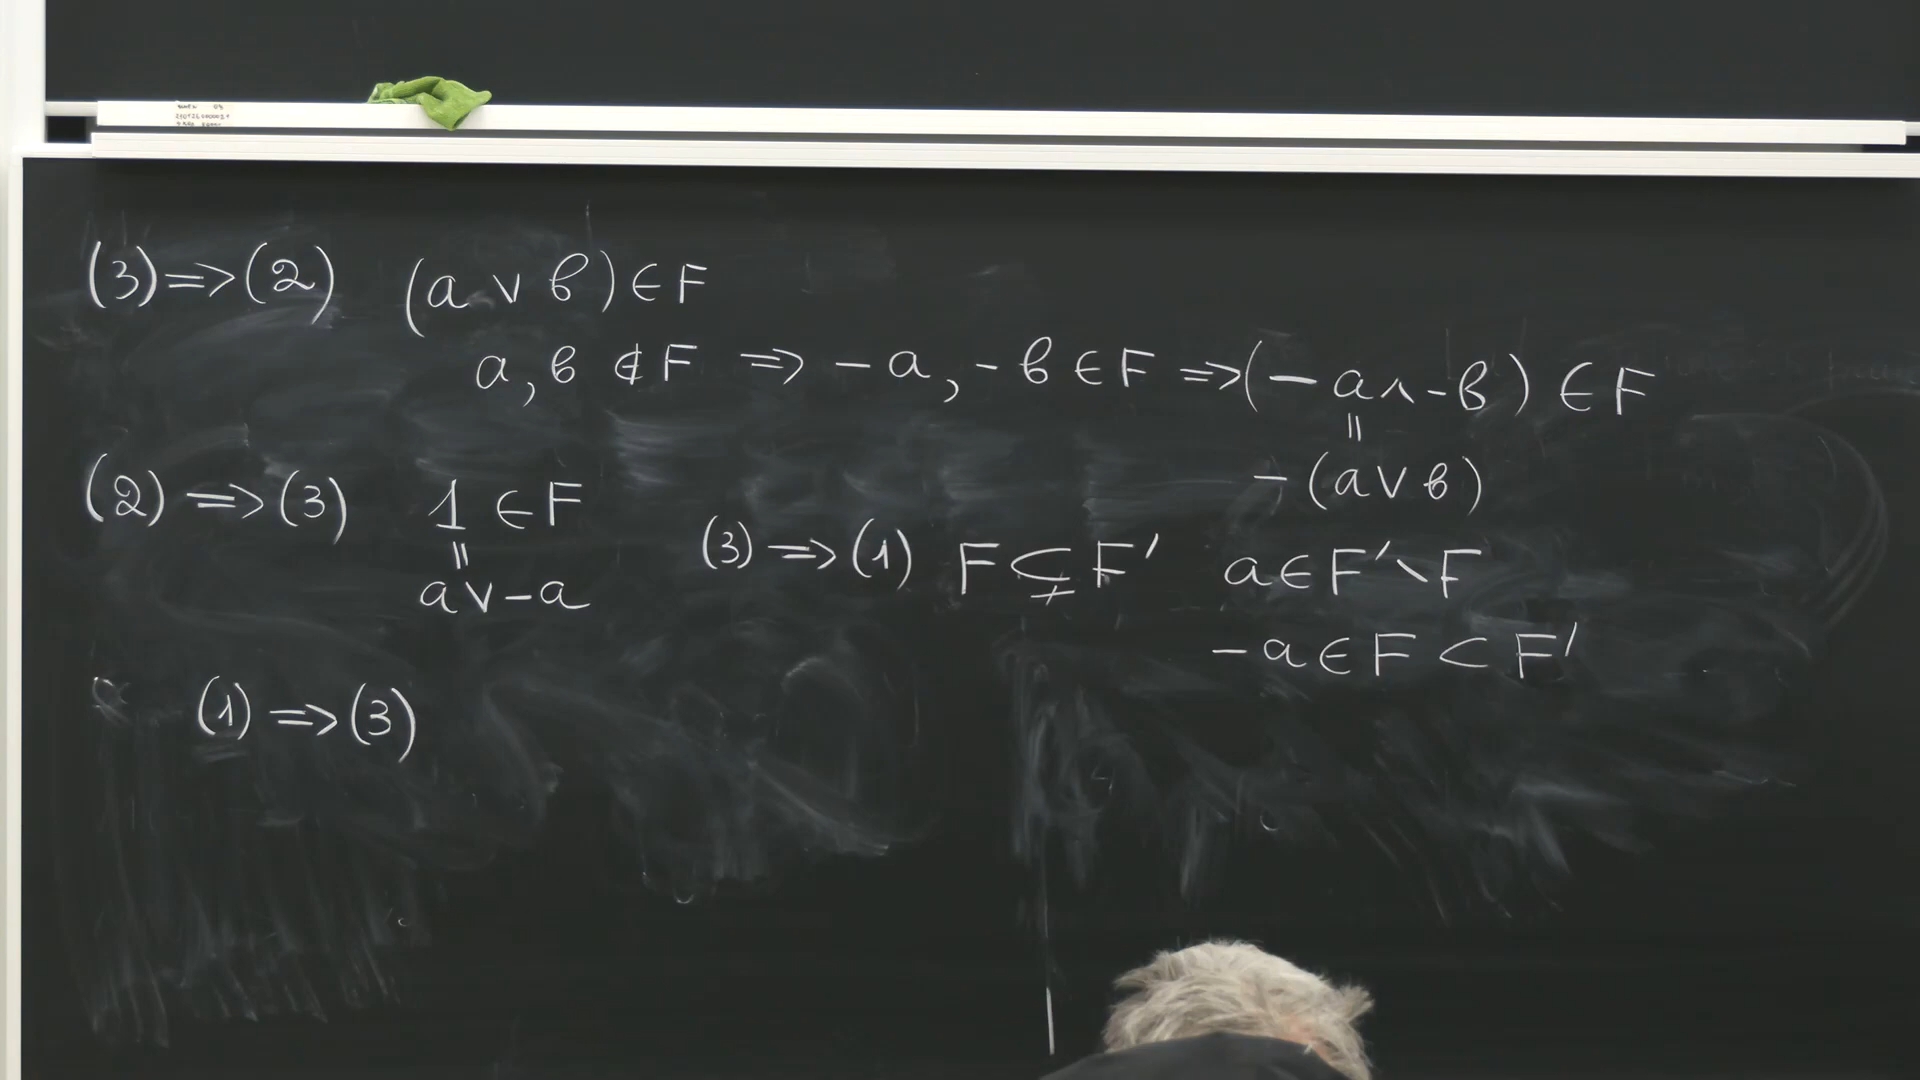 (3) => (2) (a ∨ b) ∈ F
a, b ∉ F => -a, -b ∈ F => (-a ∧ -b) ∈ F
||
-(a ∨ b)
(2) => (3) 1 ∈ F
||
a ∨ -a
(3) => (1) F ⊊ F' a ∈ F' \ F
-a ∈ F ⊂ F'
(1) => (3)